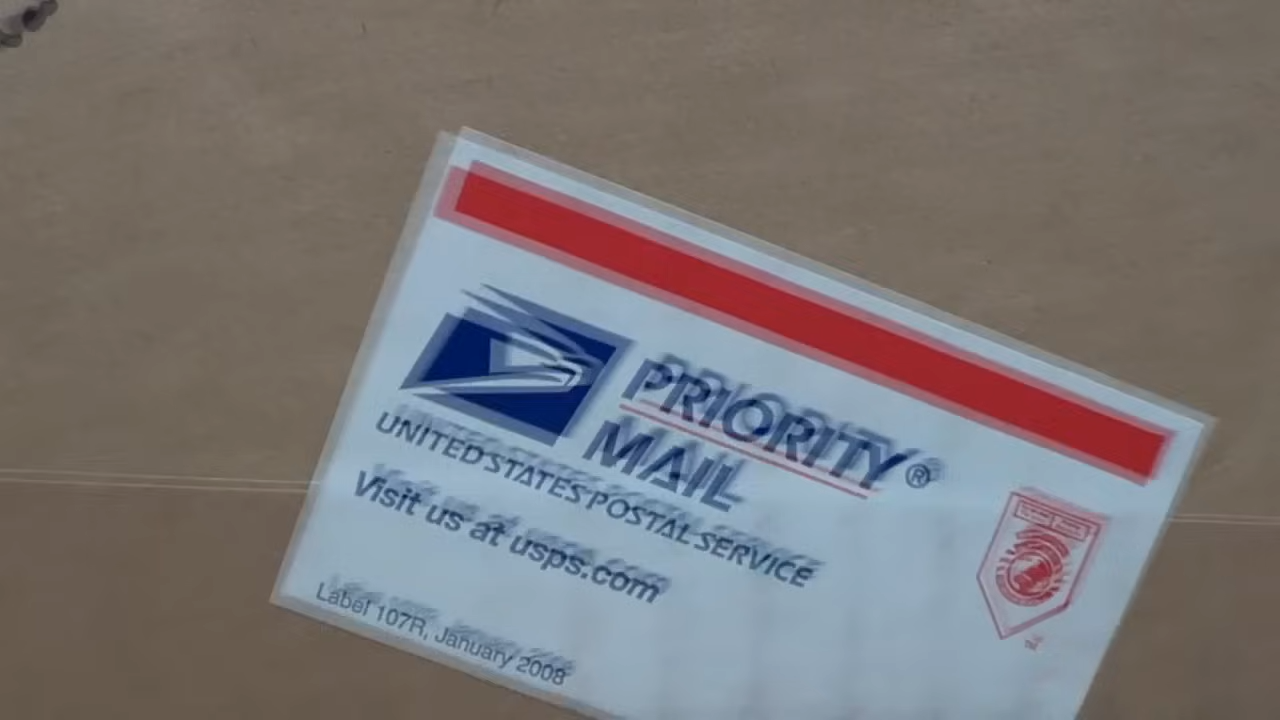 PRIORITY®
MAIL
UNITED STATES POSTAL SERVICE
Visit us at usps.com
Label 107R, January 2008